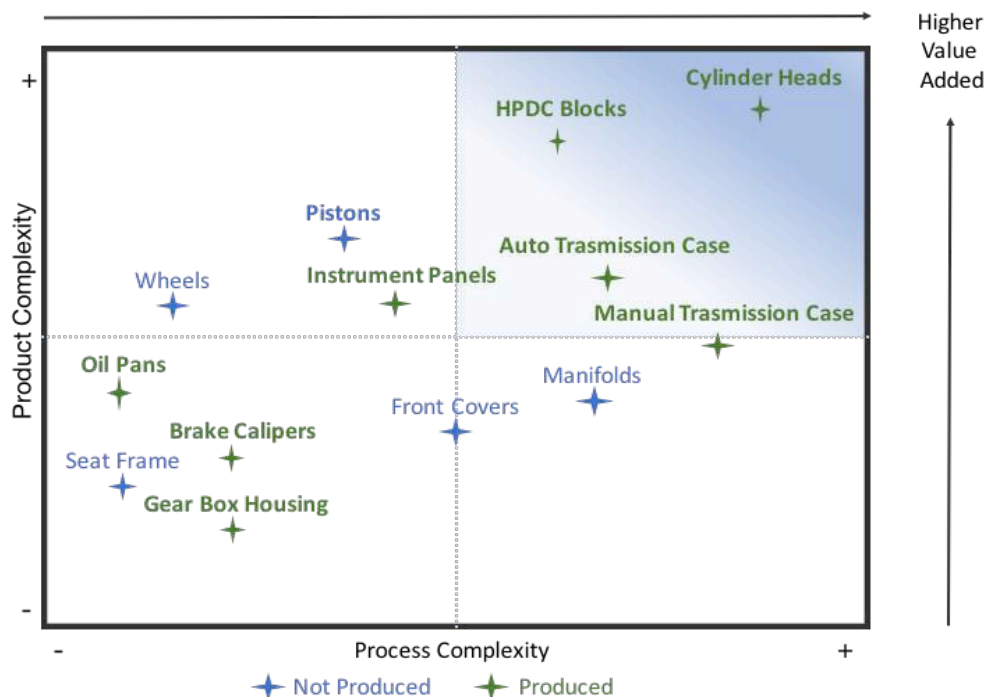 Higher
Value
Added
+
Cylinder Heads
HPDC Blocks
Pistons
Auto Trasmission Case
Instrument Panels
Wheels
Manual Trasmission Case
Product Complexity
Oil Pans
Manifolds
Front Covers
Brake Calipers
Seat Frame
Gear Box Housing
-
-
Process Complexity
+
Not Produced
Produced